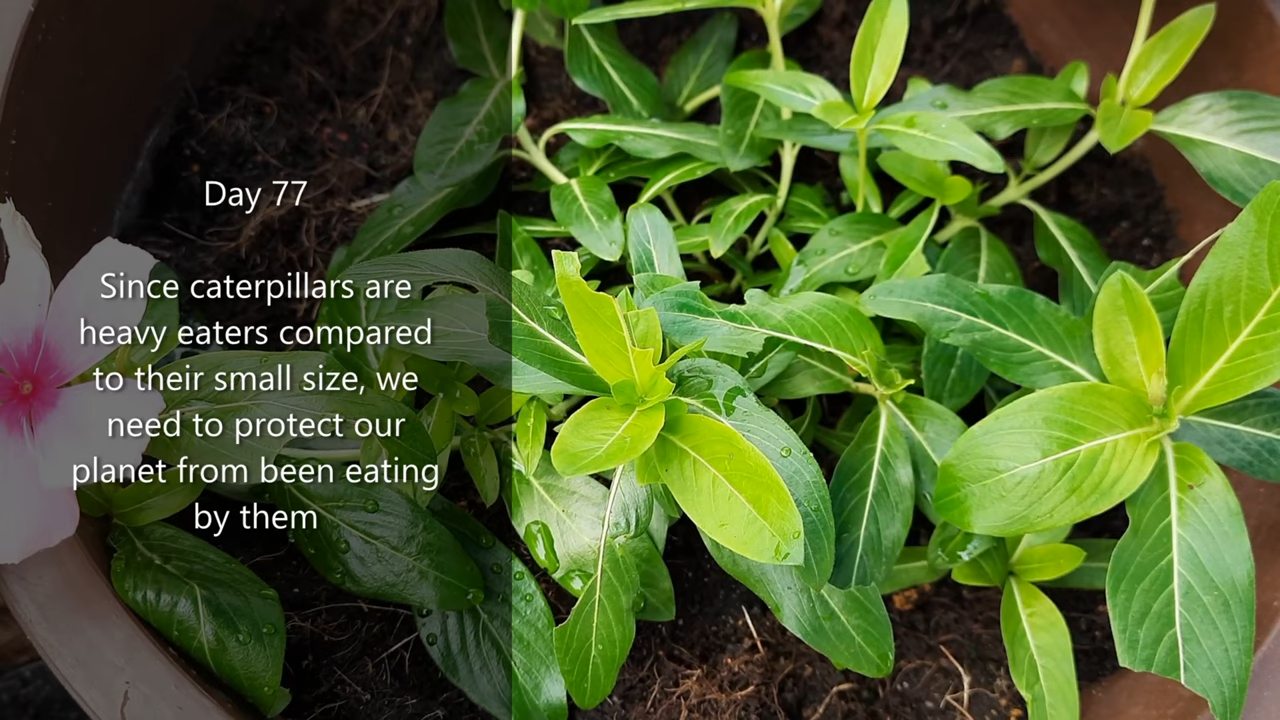 Day 77
Since caterpillars are
heavy eaters compared
to their small size, we
need to protect our
planet from been eating
by them